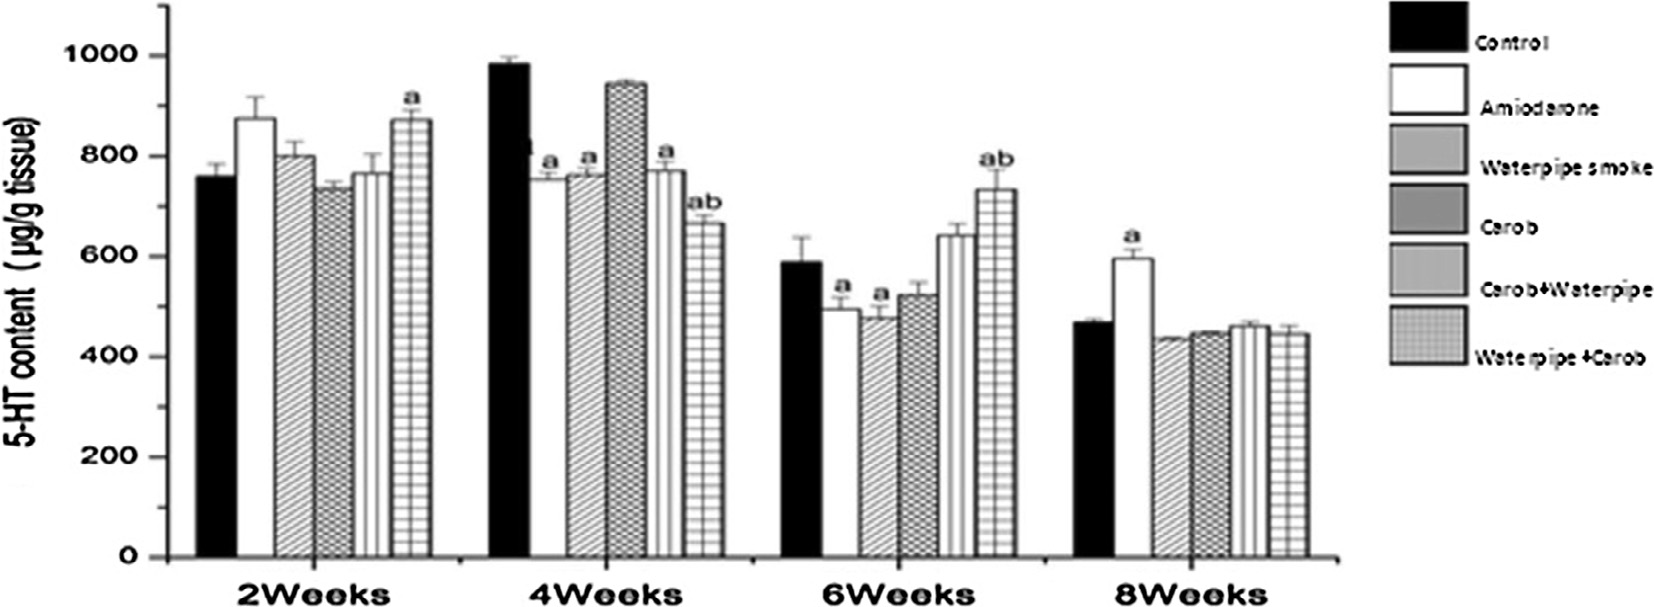 5-HT content ( μg/g tissue)
1000
800
600
400
200
0
a
a
a
a
ab
a
a
ab
a
2Weeks
4Weeks
6Weeks
8Weeks
Control
Amiodarone
Waterpipe smoke
Carob
Carob+Waterpipe
Waterpipe+Carob